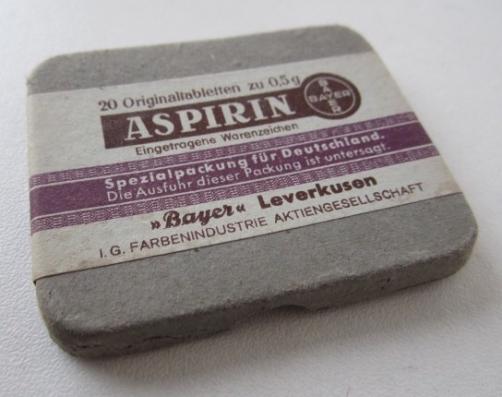 20 Originaltabletten zu 0,5 g
ASPIRIN
BAYER
BAYER
Eingetragene Warenzeichen
Spezialpackung für Deutschland.
Die Ausfuhr dieser Packung ist untersagt.
»Bayer« Leverkusen
I. G. FARBENINDUSTRIE AKTIENGESELLSCHAFT